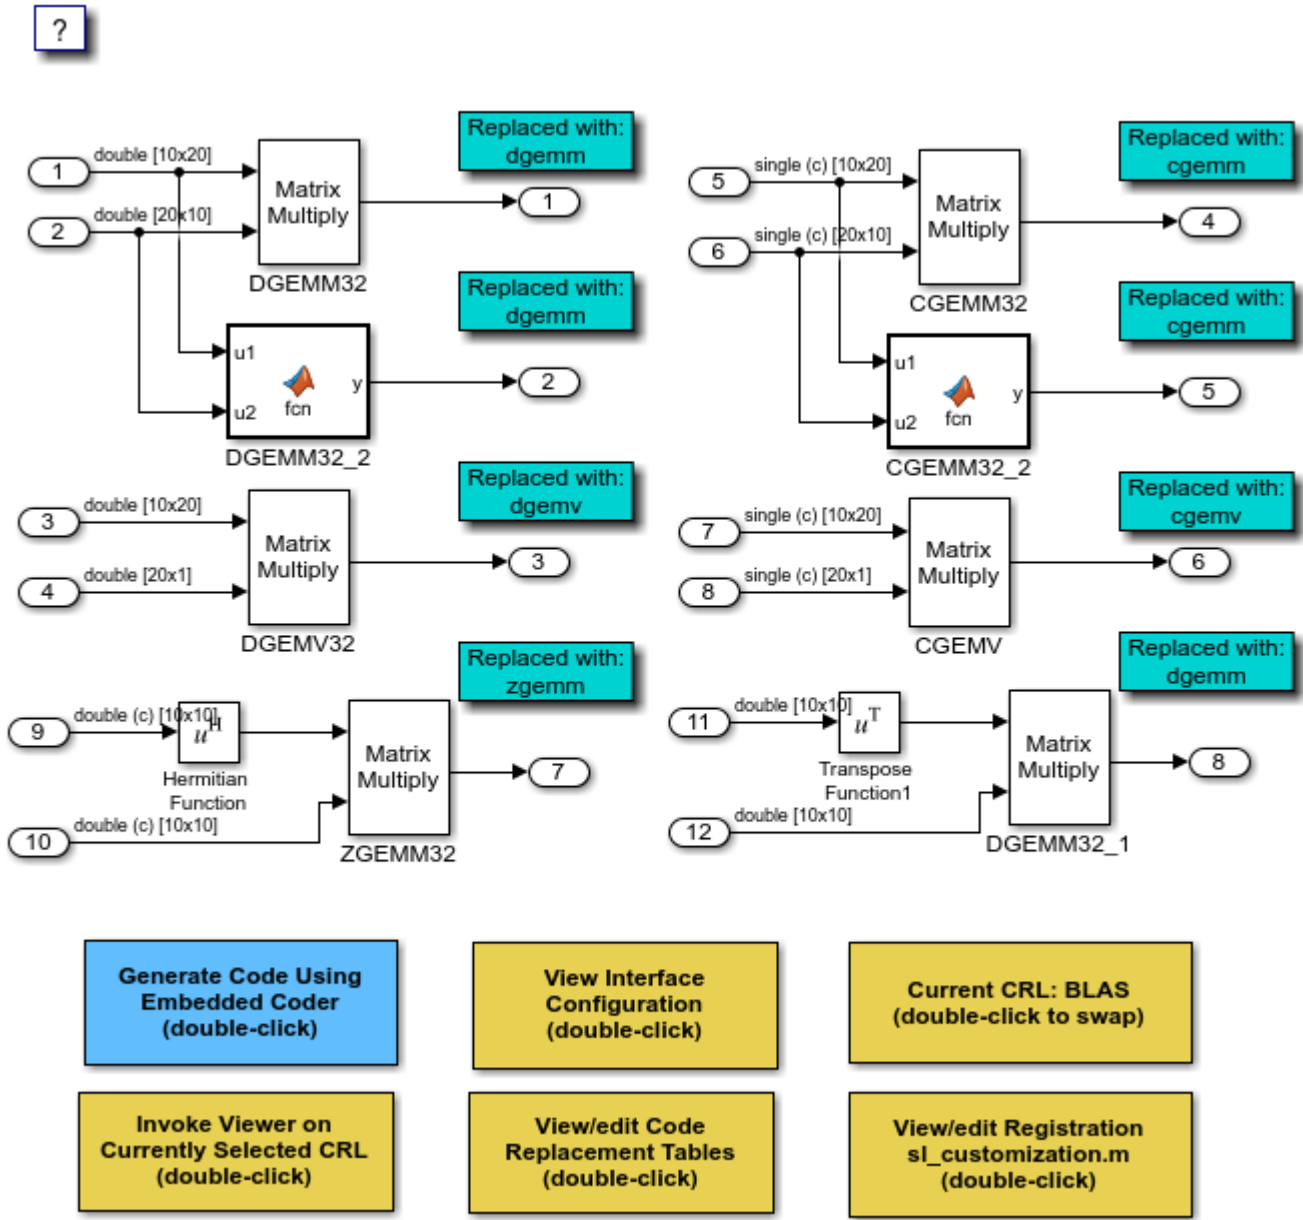 ?
Replaced with:
dgemm
double [10x20]
1
Matrix
Multiply
1
double [20x10]
2
DGEMM32
Replaced with:
dgemm
u1
u2
fcn
y
2
DGEMM32_2
Replaced with:
dgemv
double [10x20]
3
Matrix
Multiply
3
double [20x1]
4
DGEMV32
Replaced with:
zgemm
double (c) [10x10]
9
u^H
Hermitian
Function
Matrix
Multiply
7
double (c) [10x10]
10
ZGEMM32
Replaced with:
cgemm
single (c) [10x20]
5
Matrix
Multiply
4
single (c) [20x10]
6
CGEMM32
Replaced with:
cgemm
u1
u2
fcn
y
5
CGEMM32_2
Replaced with:
cgemv
single (c) [10x20]
7
Matrix
Multiply
6
single (c) [20x1]
8
CGEMV
Replaced with:
dgemm
double [10x10]
11
u^T
Transpose
Function1
Matrix
Multiply
8
double [10x10]
12
DGEMM32_1
Generate Code Using
Embedded Coder
(double-click)
View Interface
Configuration
(double-click)
Current CRL: BLAS
(double-click to swap)
Invoke Viewer on
Currently Selected CRL
(double-click)
View/edit Code
Replacement Tables
(double-click)
View/edit Registration
sl_customization.m
(double-click)